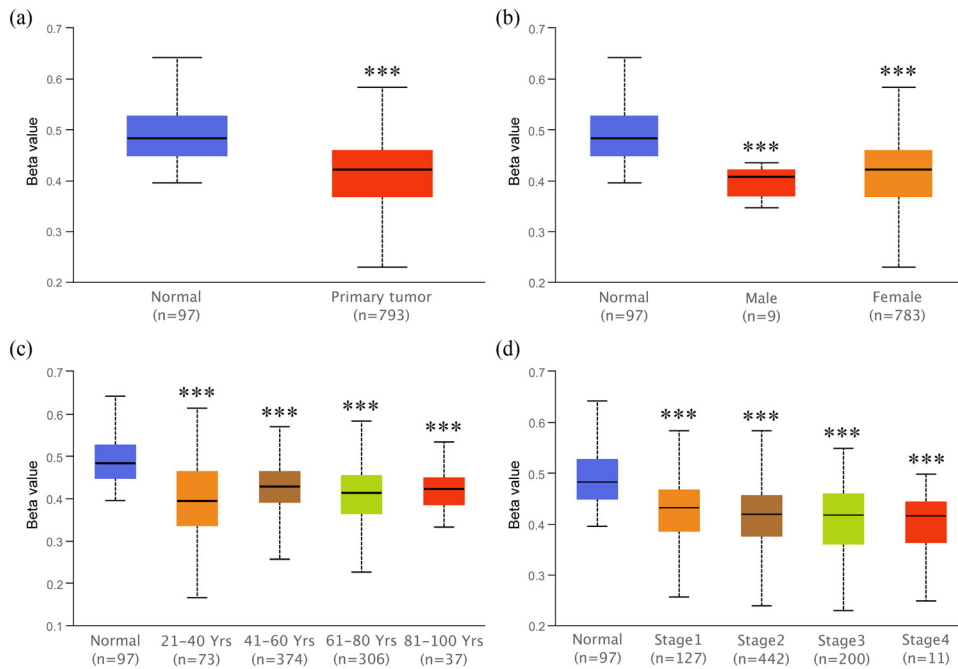 (a)
0.7
0.6
0.5
0.4
0.3
0.2
Beta value
***
Normal
(n=97)
Primary tumor
(n=793)
(b)
0.7
0.6
0.5
0.4
0.3
0.2
Beta value
***
***
Normal
(n=97)
Male
(n=9)
Female
(n=783)
(c)
0.7
0.6
0.5
0.4
0.3
0.2
0.1
Beta value
***
***
***
***
Normal
(n=97)
21-40 Yrs
(n=73)
41-60 Yrs
(n=374)
61-80 Yrs
(n=306)
81-100 Yrs
(n=37)
(d)
0.7
0.6
0.5
0.4
0.3
0.2
Beta value
***
***
***
***
Normal
(n=97)
Stage1
(n=127)
Stage2
(n=442)
Stage3
(n=200)
Stage4
(n=11)